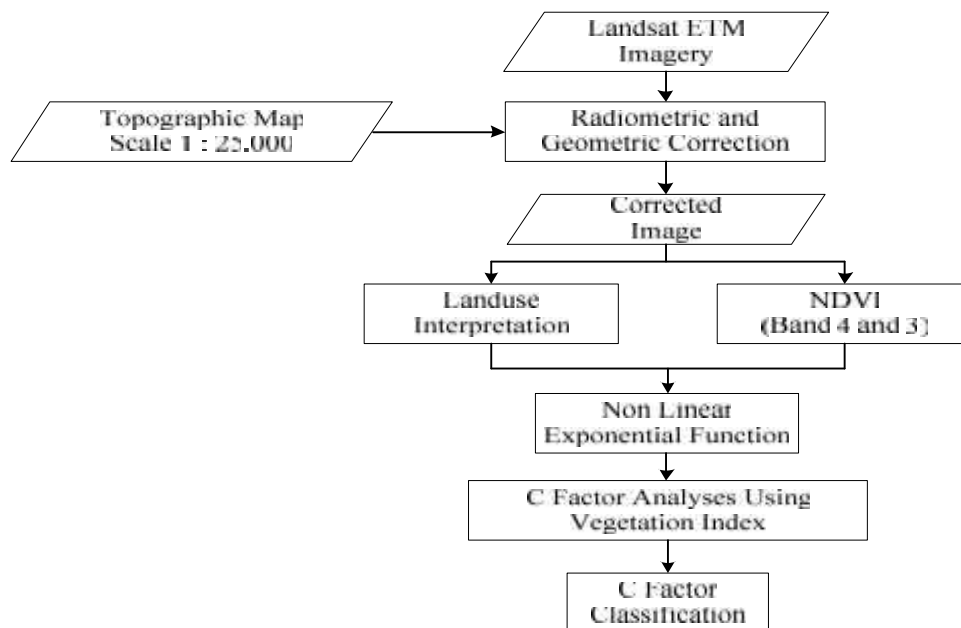 Landsat ETM
Imagery
Topographic Map
Scale 1 : 25.000
Radiometric and
Geometric Correction
Corrected
Image
Landuse
Interpretation
NDVI
(Band 4 and 3)
Non Linear
Exponential Function
C Factor Analyses Using
Vegetation Index
C Factor
Classification